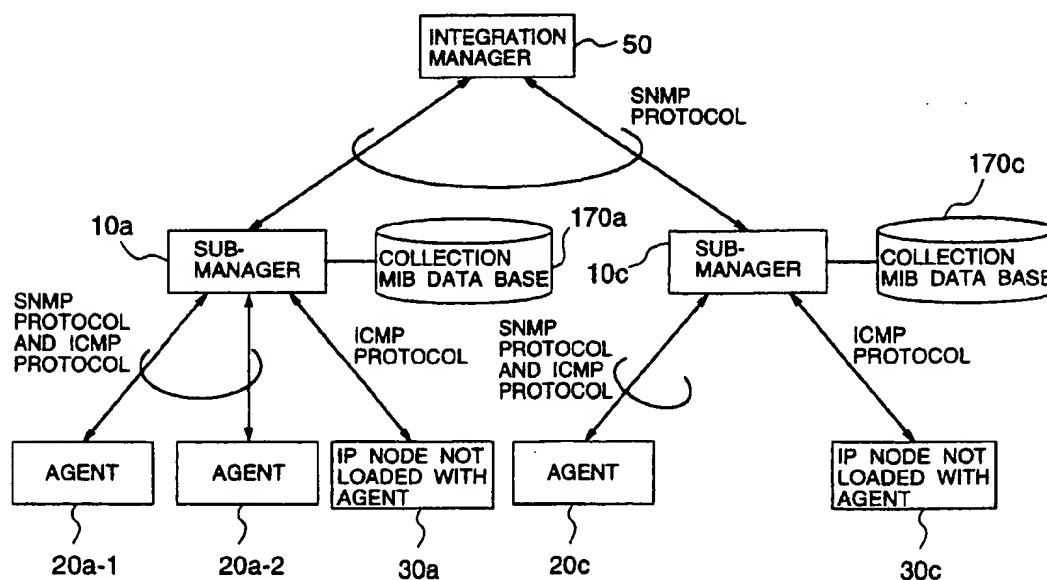 INTEGRATION
MANAGER
50
SNMP
PROTOCOL
10a
SUB-
MANAGER
170a
COLLECTION
MIB DATA BASE
10c
SUB-
MANAGER
170c
COLLECTION
MIB DATA BASE
SNMP
PROTOCOL
AND ICMP
PROTOCOL
ICMP
PROTOCOL
SNMP
PROTOCOL
AND ICMP
PROTOCOL
ICMP
PROTOCOL
AGENT
AGENT
IP NODE NOT
LOADED WITH
AGENT
AGENT
IP NODE NOT
LOADED WITH
AGENT
20a-1
20a-2
30a
20c
30c